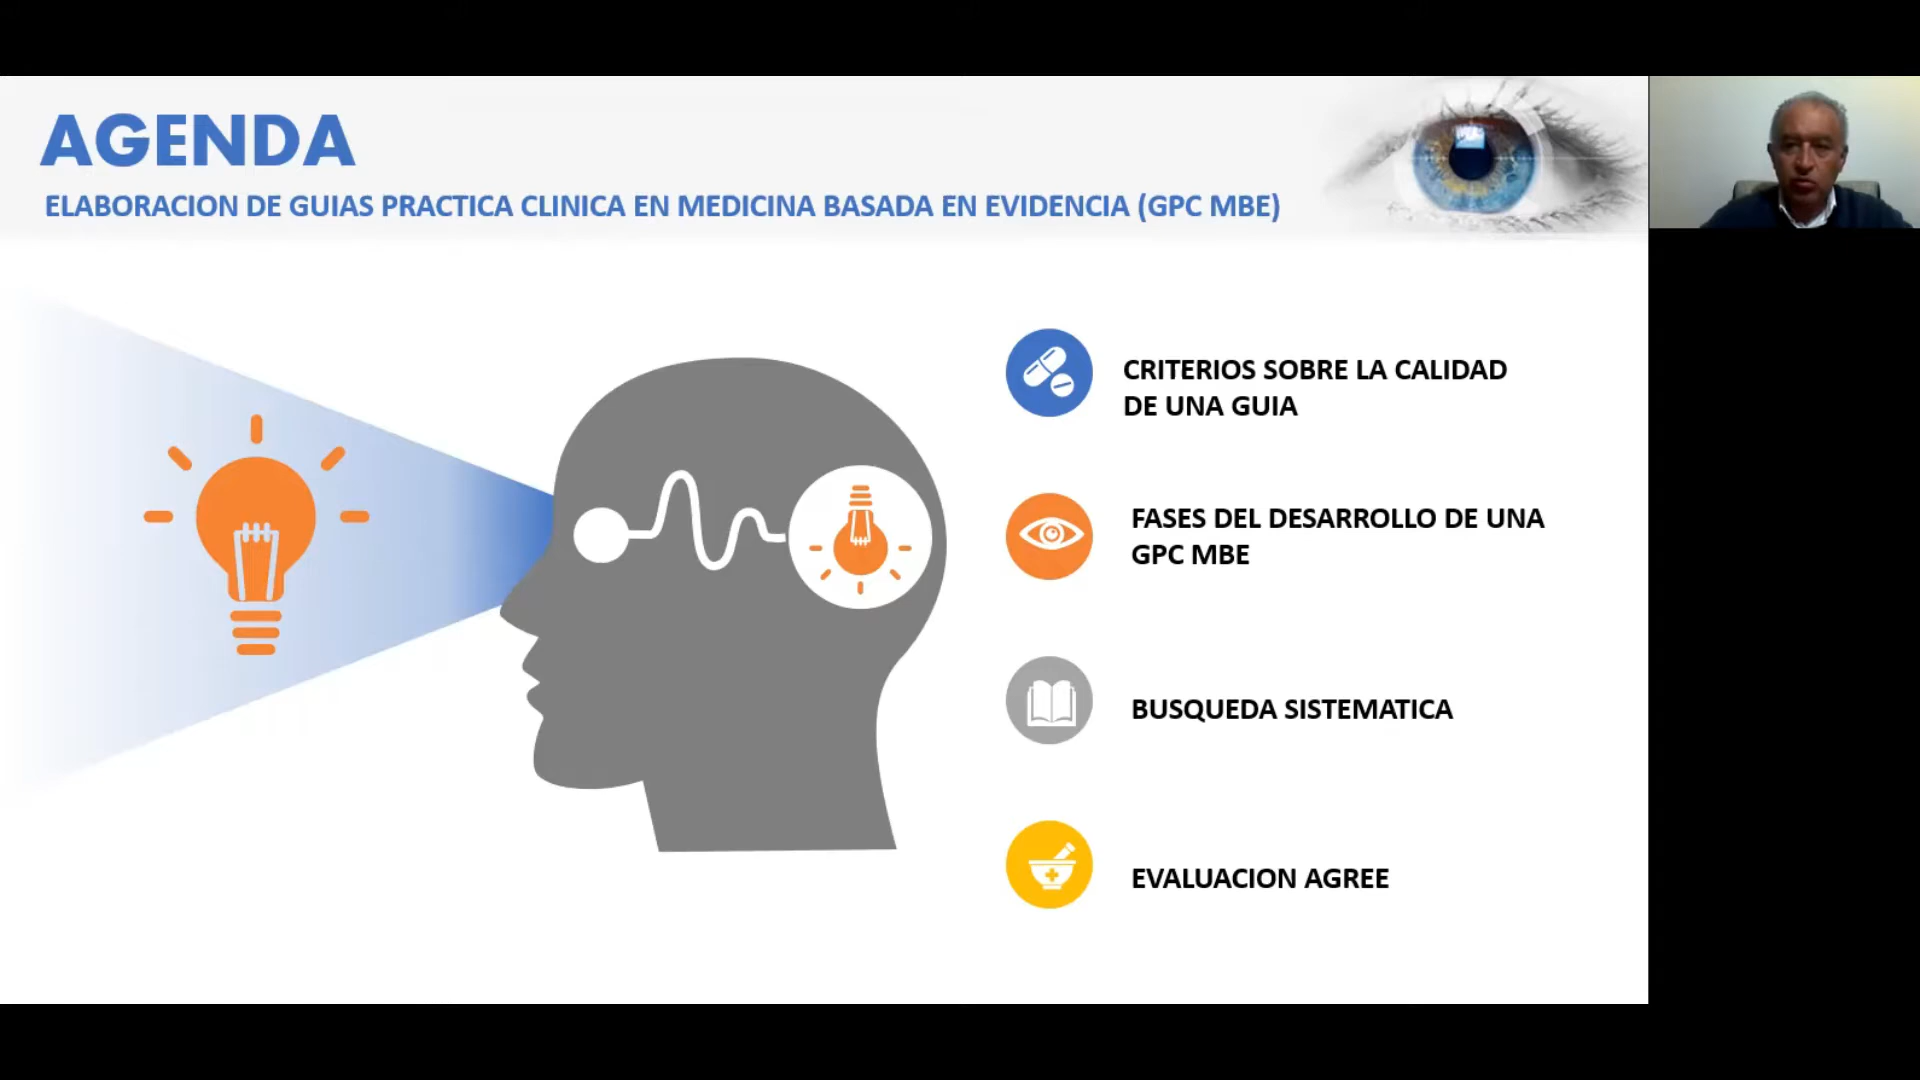 AGENDA
ELABORACION DE GUIAS PRACTICA CLINICA EN MEDICINA BASADA EN EVIDENCIA (GPC MBE)
CRITERIOS SOBRE LA CALIDAD
DE UNA GUIA
FASES DEL DESARROLLO DE UNA
GPC MBE
BUSQUEDA SISTEMATICA
EVALUACION AGREE